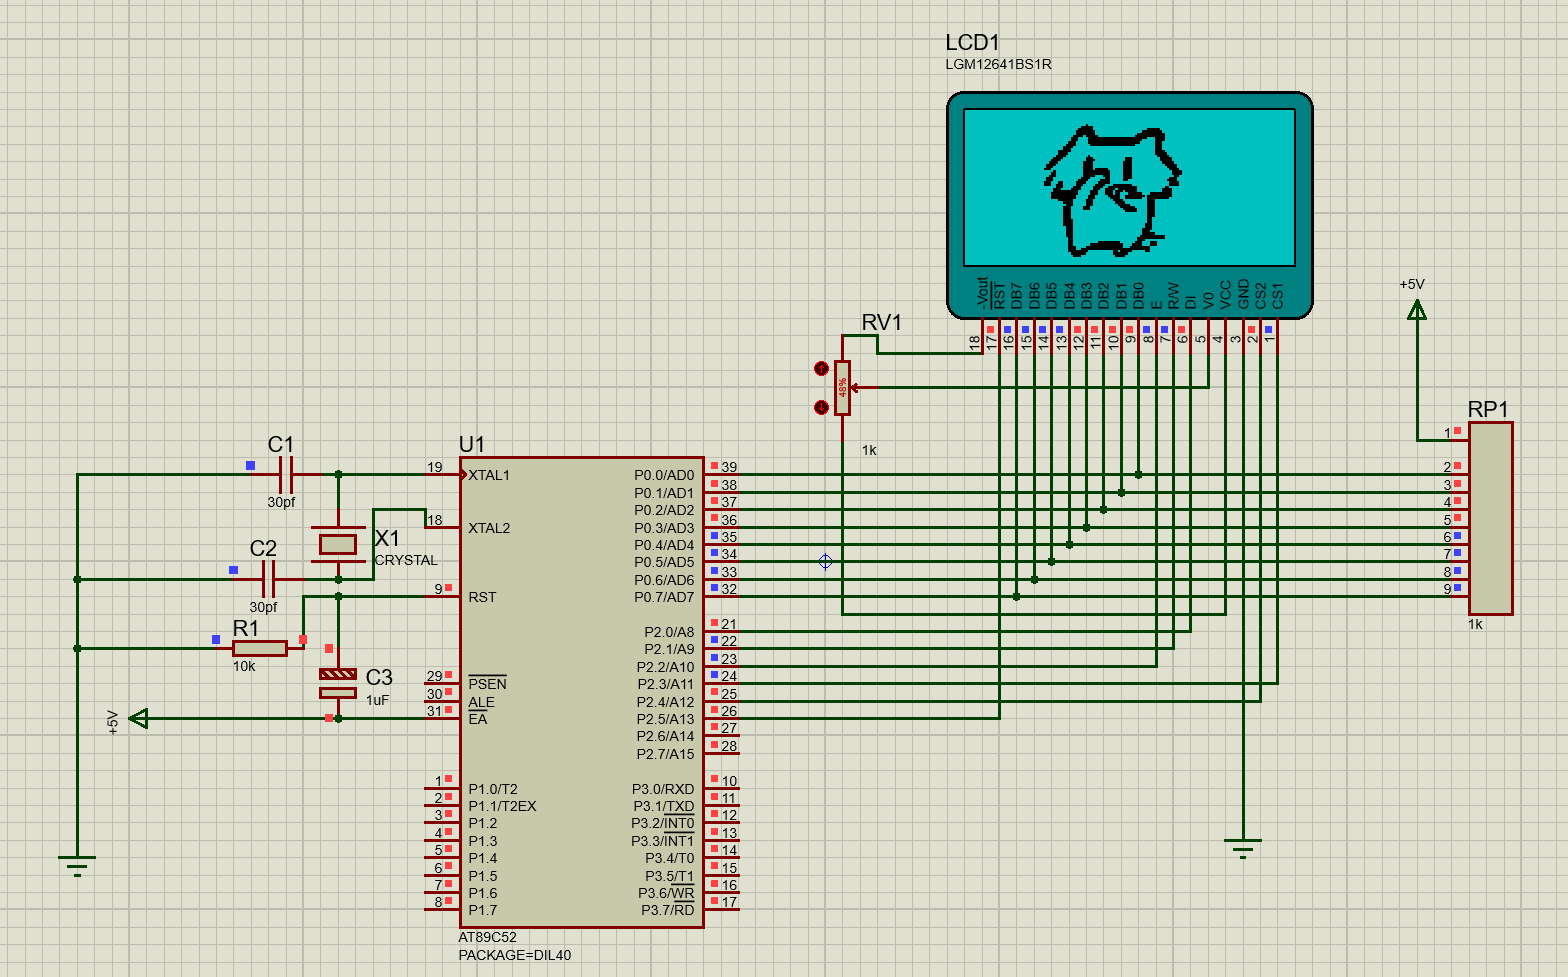 LCD1
LGM12641BS1R
-Vout
RST
DB7
DB6
DB5
DB4
DB3
DB2
DB1
DB0
E
R/W
DI
V0
VCC
GND
CS2
CS1
18
17
16
15
14
13
12
11
10
9
8
7
6
5
4
3
2
1
+5V
RV1
48%
1k
RP1
1
2
3
4
5
6
7
8
9
1k
C1
30pf
X1
CRYSTAL
C2
30pf
R1
10k
C3
1uF
+5V
U1
19 XTAL1 P0.0/AD0 39
P0.1/AD1 38
P0.2/AD2 37
18 XTAL2 P0.3/AD3 36
P0.4/AD4 35
P0.5/AD5 34
P0.6/AD6 33
9 RST P0.7/AD7 32
P2.0/A8 21
P2.1/A9 22
P2.2/A10 23
29 PSEN P2.3/A11 24
30 ALE P2.4/A12 25
31 EA P2.5/A13 26
P2.6/A14 27
P2.7/A15 28
1 P1.0/T2 P3.0/RXD 10
2 P1.1/T2EX P3.1/TXD 11
3 P1.2 P3.2/INT0 12
4 P1.3 P3.3/INT1 13
5 P1.4 P3.4/T0 14
6 P1.5 P3.5/T1 15
7 P1.6 P3.6/WR 16
8 P1.7 P3.7/RD 17
AT89C52
PACKAGE=DIL40